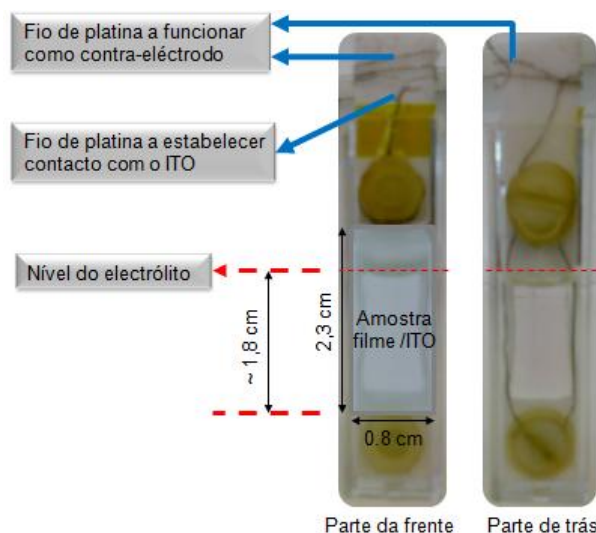 Fio de platina a funcionar
como contra-eléctrodo
Fio de platina a estabelecer
contacto com o ITO
Nível do electrólito
~ 1,8 cm
2,3 cm
Amostra
filme /ITO
0.8 cm
Parte da frente
Parte de trás